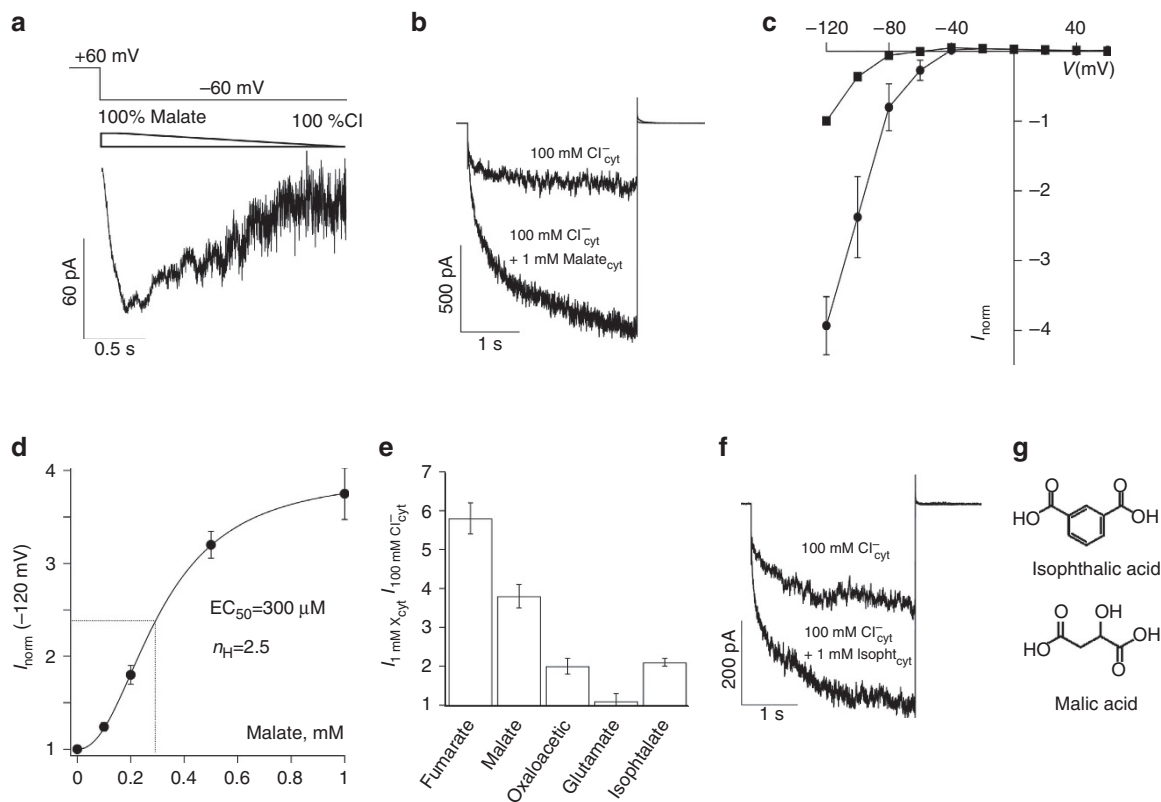 a
+60 mV
−60 mV
100% Malate
100 %Cl
60 pA
0.5 s
b
100 mM Cl⁻cyt
100 mM Cl⁻cyt
+ 1 mM Malatecyt
500 pA
1 s
c
−120 −80 −40 40
V(mV)
−1
−2
−3
−4
Inorm
d
4
3
2
1
Inorm (−120 mV)
EC50=300 μM
nH=2.5
Malate, mM
0 0.2 0.4 0.6 0.8 1
e
7
6
5
4
3
2
1
I1 mM Xcyt I100 mM Cl⁻cyt
Fumarate
Malate
Oxaloacetic
Glutamate
Isophtalate
f
100 mM Cl⁻cyt
100 mM Cl⁻cyt
+ 1 mM Isophtcyt
200 pA
1 s
g
O O
HO OH
Isophthalic acid
O OH
HO OH
O
Malic acid